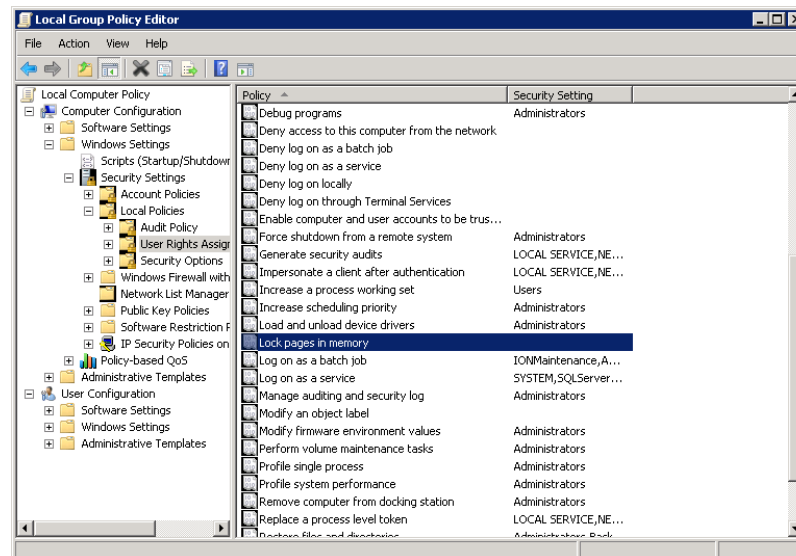 Local Group Policy Editor
File Action View Help
Local Computer Policy
Computer Configuration
Software Settings
Windows Settings
Scripts (Startup/Shutdown
Security Settings
Account Policies
Local Policies
Audit Policy
User Rights Assign
Security Options
Windows Firewall with
Network List Manager
Public Key Policies
Software Restriction P
IP Security Policies on
Policy-based QoS
Administrative Templates
User Configuration
Software Settings
Windows Settings
Administrative Templates
Policy Security Setting
Debug programs Administrators
Deny access to this computer from the network
Deny log on as a batch job
Deny log on as a service
Deny log on locally
Deny log on through Terminal Services
Enable computer and user accounts to be trus...
Force shutdown from a remote system Administrators
Generate security audits LOCAL SERVICE,NE...
Impersonate a client after authentication LOCAL SERVICE,NE...
Increase a process working set Users
Increase scheduling priority Administrators
Load and unload device drivers Administrators
Lock pages in memory
Log on as a batch job IONMaintenance,A...
Log on as a service SYSTEM,SQLServer...
Manage auditing and security log Administrators
Modify an object label
Modify firmware environment values Administrators
Perform volume maintenance tasks Administrators
Profile single process Administrators
Profile system performance Administrators
Remove computer from docking station Administrators
Replace a process level token LOCAL SERVICE,NE...
Restore files and directories Administrators,Back...